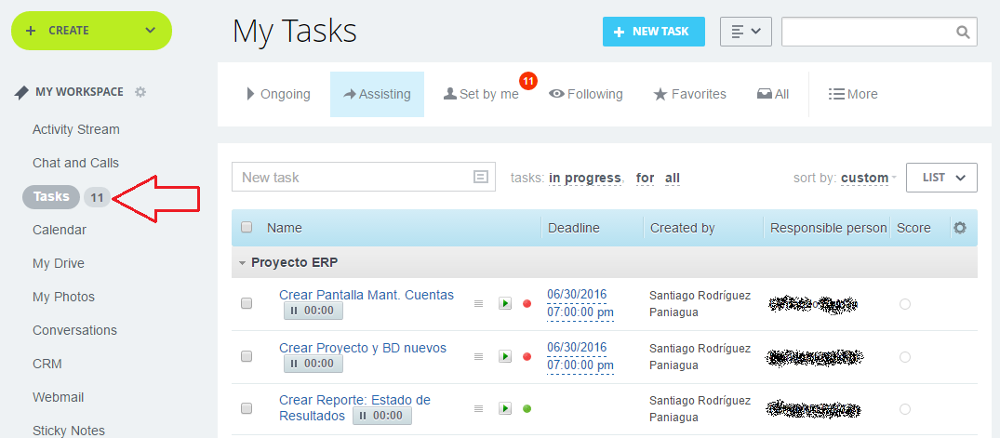 CREATE
My Tasks
NEW TASK
MY WORKSPACE
Activity Stream
Chat and Calls
Tasks 11
Calendar
My Drive
My Photos
Conversations
CRM
Webmail
Sticky Notes
Ongoing
Assisting
Set by me 11
Following
Favorites
All
More
New task
tasks: in progress, for all
sort by: custom
LIST
Name Deadline Created by Responsible person Score
Proyecto ERP
Crear Pantalla Mant. Cuentas
00:00
06/30/2016
07:00:00 pm
Santiago Rodríguez
Paniagua
Crear Proyecto y BD nuevos
00:00
06/30/2016
07:00:00 pm
Santiago Rodríguez
Paniagua
Crear Reporte: Estado de
Resultados 00:00
Santiago Rodríguez
Paniagua